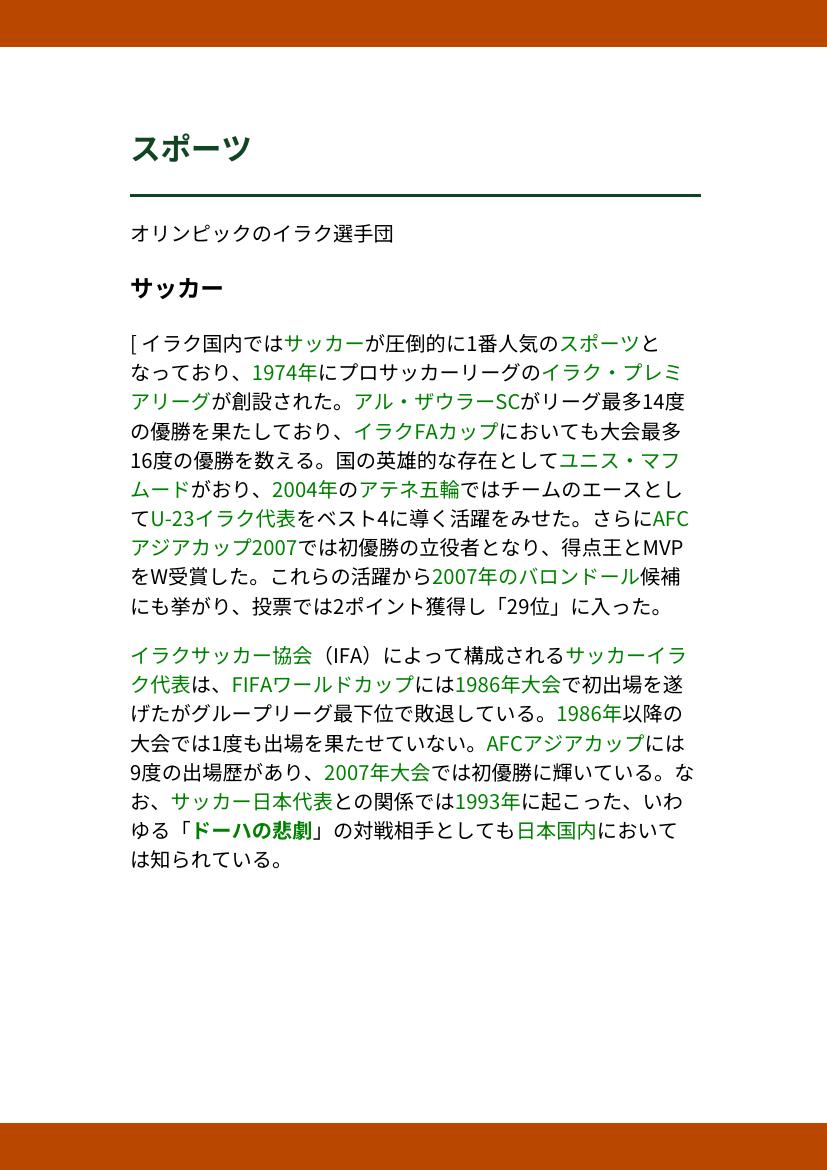 スポーツ
オリンピックのイラク選手団
サッカー
[ イラク国内ではサッカーが圧倒的に1番人気のスポーツと
なっており、1974年にプロサッカーリーグのイラク・プレミ
アリーグが創設された。アル・ザウラーSCがリーグ最多14度
の優勝を果たしており、イラクFAカップにおいても大会最多
16度の優勝を数える。国の英雄的な存在としてユニス・マフ
ムードがおり、2004年のアテネ五輪ではチームのエースとし
てU-23イラク代表をベスト4に導く活躍をみせた。さらにAFC
アジアカップ2007では初優勝の立役者となり、得点王とMVP
をW受賞した。これらの活躍から2007年のバロンドール候補
にも挙がり、投票では2ポイント獲得し「29位」に入った。
イラクサッカー協会（IFA）によって構成されるサッカーイラ
ク代表は、FIFAワールドカップには1986年大会で初出場を遂
げたがグループリーグ最下位で敗退している。1986年以降の
大会では1度も出場を果たせていない。AFCアジアカップには
9度の出場歴があり、2007年大会では初優勝に輝いている。な
お、サッカー日本代表との関係では1993年に起こった、いわ
ゆる「ドーハの悲劇」の対戦相手としても日本国内において
は知られている。